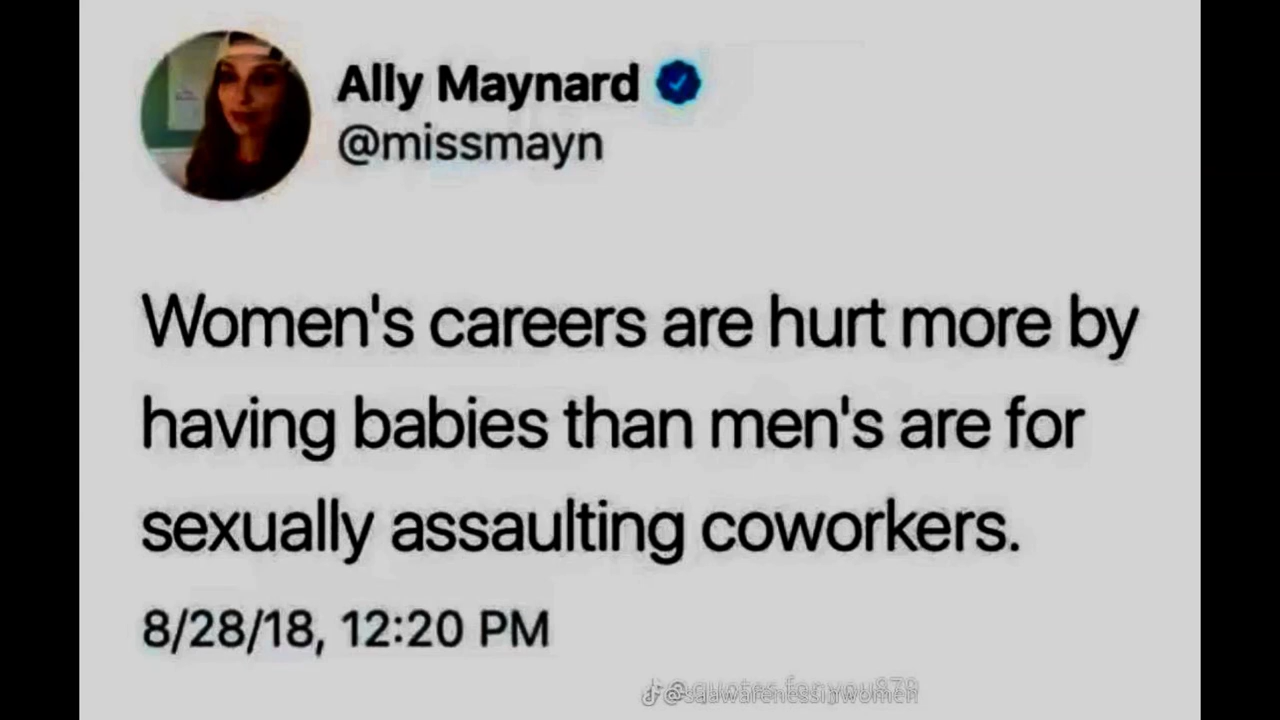 Ally Maynard
@missmayn
Women's careers are hurt more by
having babies than men's are for
sexually assaulting coworkers.
8/28/18, 12:20 PM